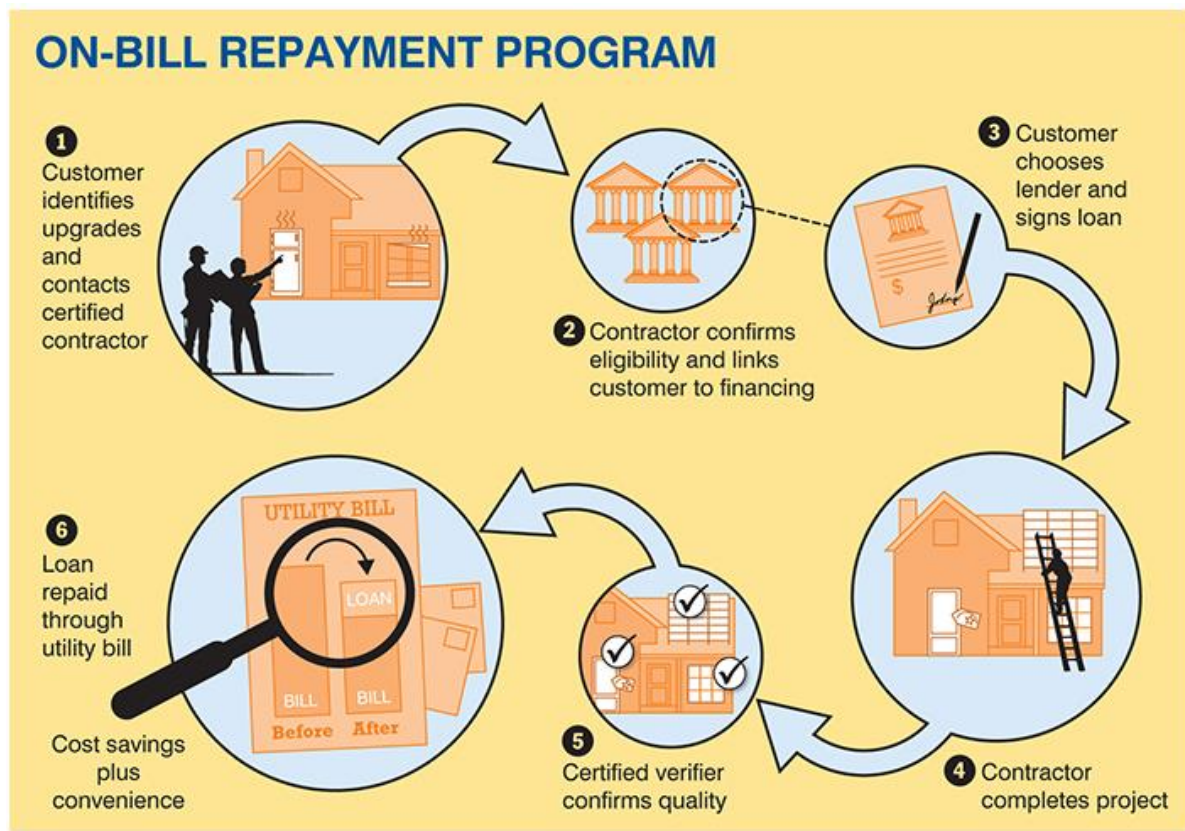 ON-BILL REPAYMENT PROGRAM
1
Customer
identifies
upgrades
and
contacts
certified
contractor
2 Contractor confirms
eligibility and links
customer to financing
3 Customer
chooses
lender and
signs loan
$
4 Contractor
completes project
5
Certified verifier
confirms quality
6
Loan
repaid
through
utility bill
UTILITY BILL
LOAN
BILL BILL
Before After
Cost savings
plus
convenience